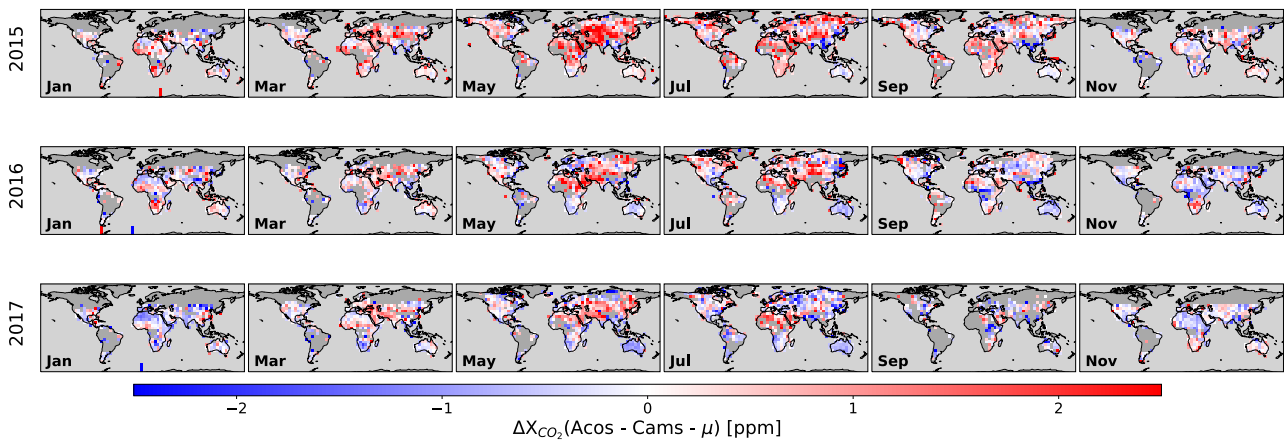 2015
Jan Mar May Jul Sep Nov
2016
Jan Mar May Jul Sep Nov
2017
Jan Mar May Jul Sep Nov
−2 −1 0 1 2
ΔX_{CO_2}(Acos - Cams - μ) [ppm]